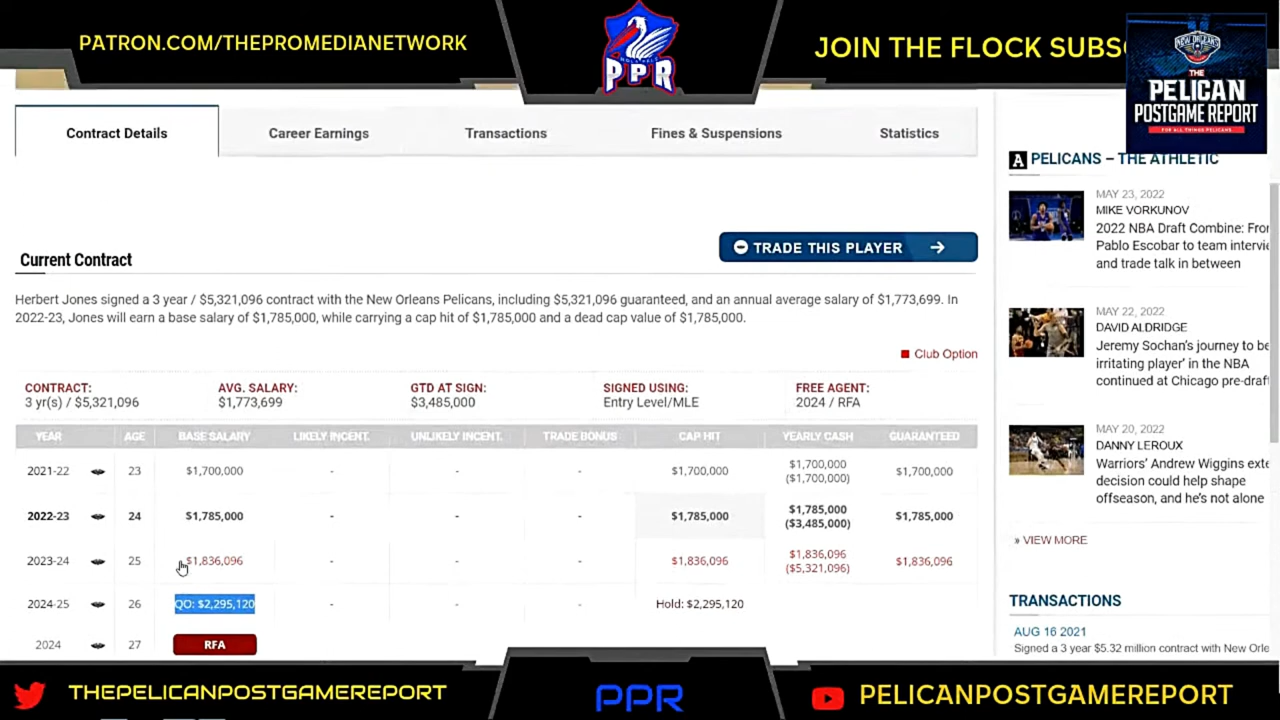 PATRON.COM/THEPROMEDIANETWORK
PPR
JOIN THE FLOCK SUBSC
NEW ORLEANS
THE
PELICAN
POSTGAME REPORT
FOR ALL THINGS PELICANS
Contract Details
Career Earnings
Transactions
Fines & Suspensions
Statistics
TRADE THIS PLAYER
Current Contract
Herbert Jones signed a 3 year / $5,321,096 contract with the New Orleans Pelicans, including $5,321,096 guaranteed, and an annual average salary of $1,773,699. In
2022-23, Jones will earn a base salary of $1,785,000, while carrying a cap hit of $1,785,000 and a dead cap value of $1,785,000.
Club Option
CONTRACT: AVG. SALARY: GTD AT SIGN: SIGNED USING: FREE AGENT:
3 yr(s) / $5,321,096 $1,773,699 $3,485,000 Entry Level/MLE 2024 / RFA
YEAR AGE BASE SALARY LIKELY INCENT. UNLIKELY INCENT. TRADE BONUS CAP HIT YEARLY CASH GUARANTEED
2021-22 23 $1,700,000 - - - $1,700,000 $1,700,000 $1,700,000
($1,700,000)
2022-23 24 $1,785,000 - - - $1,785,000 $1,785,000 $1,785,000
($3,485,000)
2023-24 25 $1,836,096 - - - $1,836,096 $1,836,096 $1,836,096
($5,321,096)
2024-25 26 QO: $2,295,120 - - - Hold: $2,295,120
2024 27 RFA
A PELICANS – THE ATHLETIC
MAY 23, 2022
MIKE VORKUNOV
2022 NBA Draft Combine: Fro
Pablo Escobar to team intervie
and trade talk in between
MAY 22, 2022
DAVID ALDRIDGE
Jeremy Sochan's journey to be
irritating player' in the NBA
continued at Chicago pre-draf
MAY 20, 2022
DANNY LEROUX
Warriors' Andrew Wiggins exte
decision could help shape
offseason, and he's not alone
» VIEW MORE
TRANSACTIONS
AUG 16 2021
Signed a 3 year $5.32 million contract with New Orle
THEPELICANPOSTGAMEREPORT
PPR
PELICANPOSTGAMEREPORT